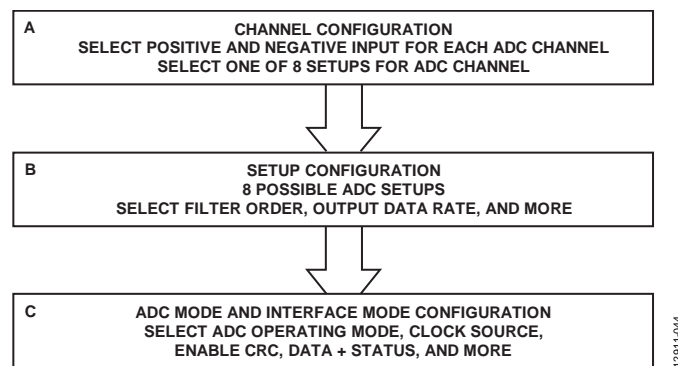 A
CHANNEL CONFIGURATION
SELECT POSITIVE AND NEGATIVE INPUT FOR EACH ADC CHANNEL
SELECT ONE OF 8 SETUPS FOR ADC CHANNEL
B
SETUP CONFIGURATION
8 POSSIBLE ADC SETUPS
SELECT FILTER ORDER, OUTPUT DATA RATE, AND MORE
C
ADC MODE AND INTERFACE MODE CONFIGURATION
SELECT ADC OPERATING MODE, CLOCK SOURCE,
ENABLE CRC, DATA + STATUS, AND MORE
12911-044